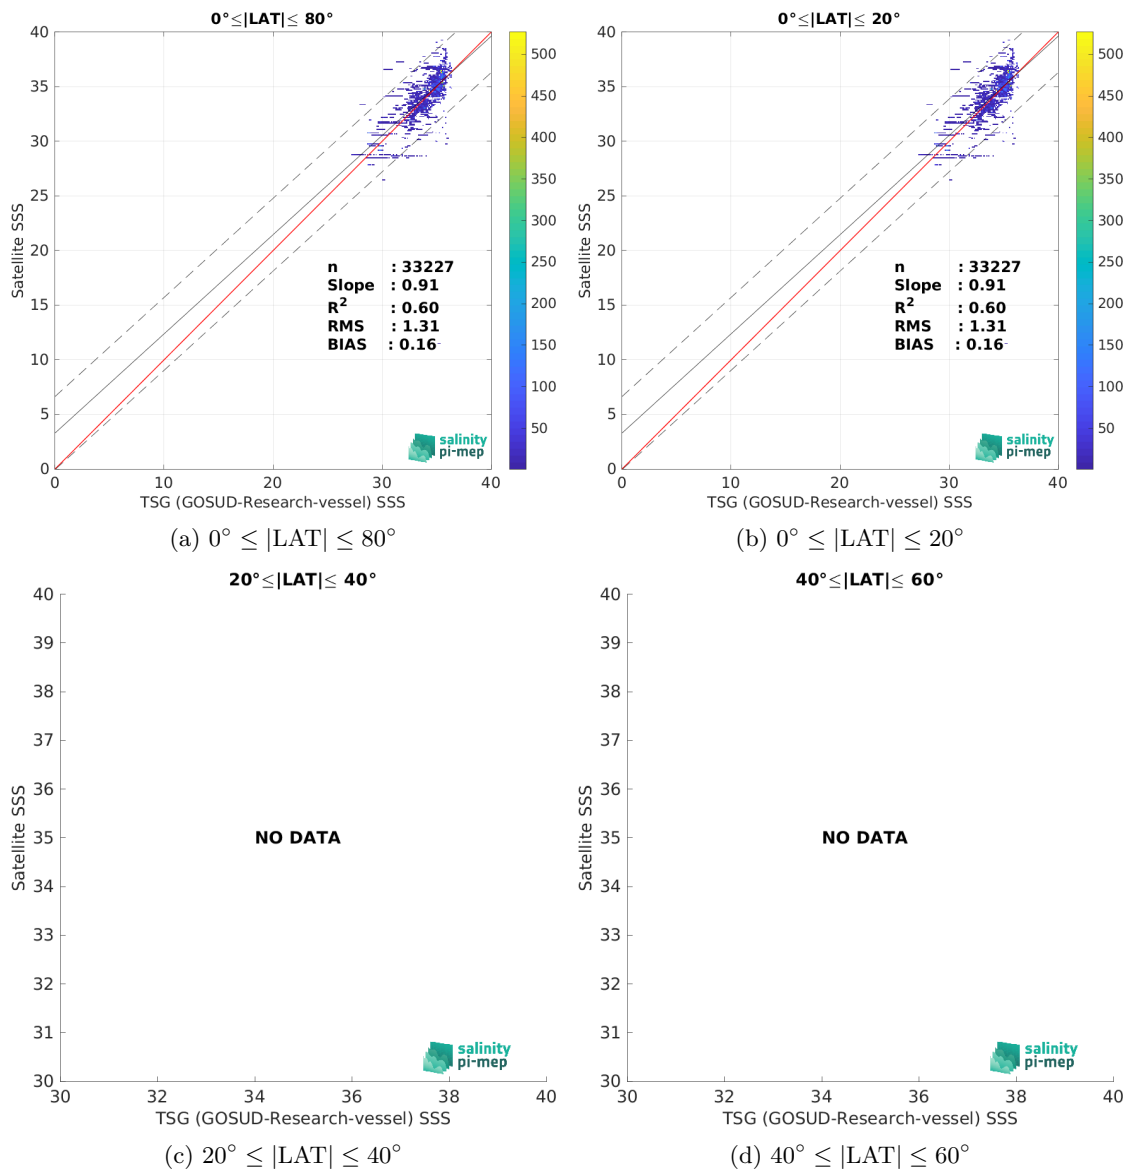 0°≤|LAT|≤ 80°
40
35
30
25
20
15
10
5
0
Satellite SSS
n : 33227
Slope : 0.91
R² : 0.60
RMS : 1.31
BIAS : 0.16
salinity
pi-mep
0 10 20 30 40
TSG (GOSUD-Research-vessel) SSS
500
450
400
350
300
250
200
150
100
50
(a) 0° ≤ |LAT| ≤ 80°
0°≤|LAT|≤ 20°
40
35
30
25
20
15
10
5
0
Satellite SSS
n : 33227
Slope : 0.91
R² : 0.60
RMS : 1.31
BIAS : 0.16
salinity
pi-mep
0 10 20 30 40
TSG (GOSUD-Research-vessel) SSS
500
450
400
350
300
250
200
150
100
50
(b) 0° ≤ |LAT| ≤ 20°
20°≤|LAT|≤ 40°
40
39
38
37
36
35
34
33
32
31
30
Satellite SSS
NO DATA
salinity
pi-mep
30 32 34 36 38 40
TSG (GOSUD-Research-vessel) SSS
(c) 20° ≤ |LAT| ≤ 40°
40°≤|LAT|≤ 60°
40
39
38
37
36
35
34
33
32
31
30
Satellite SSS
NO DATA
salinity
pi-mep
30 32 34 36 38 40
TSG (GOSUD-Research-vessel) SSS
(d) 40° ≤ |LAT| ≤ 60°